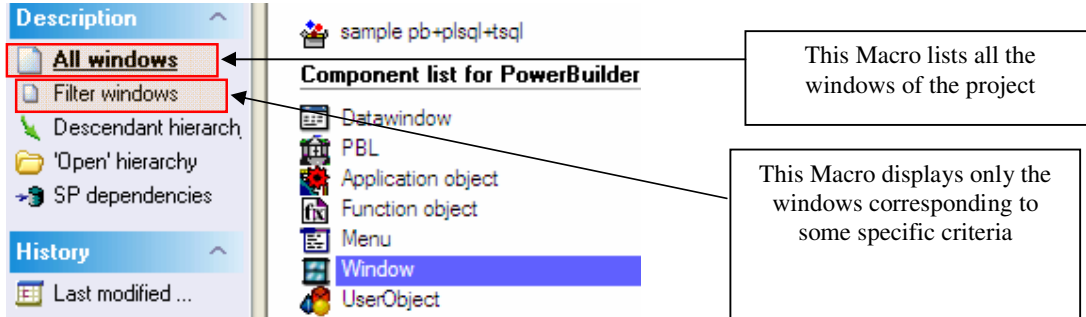 Description
All windows
Filter windows
Descendant hierarch
'Open' hierarchy
SP dependencies
History
Last modified ...
sample pb+plsql+tsql
Component list for PowerBuilder
Datawindow
PBL
Application object
Function object
Menu
Window
UserObject
This Macro lists all the
windows of the project
This Macro displays only the
windows corresponding to
some specific criteria